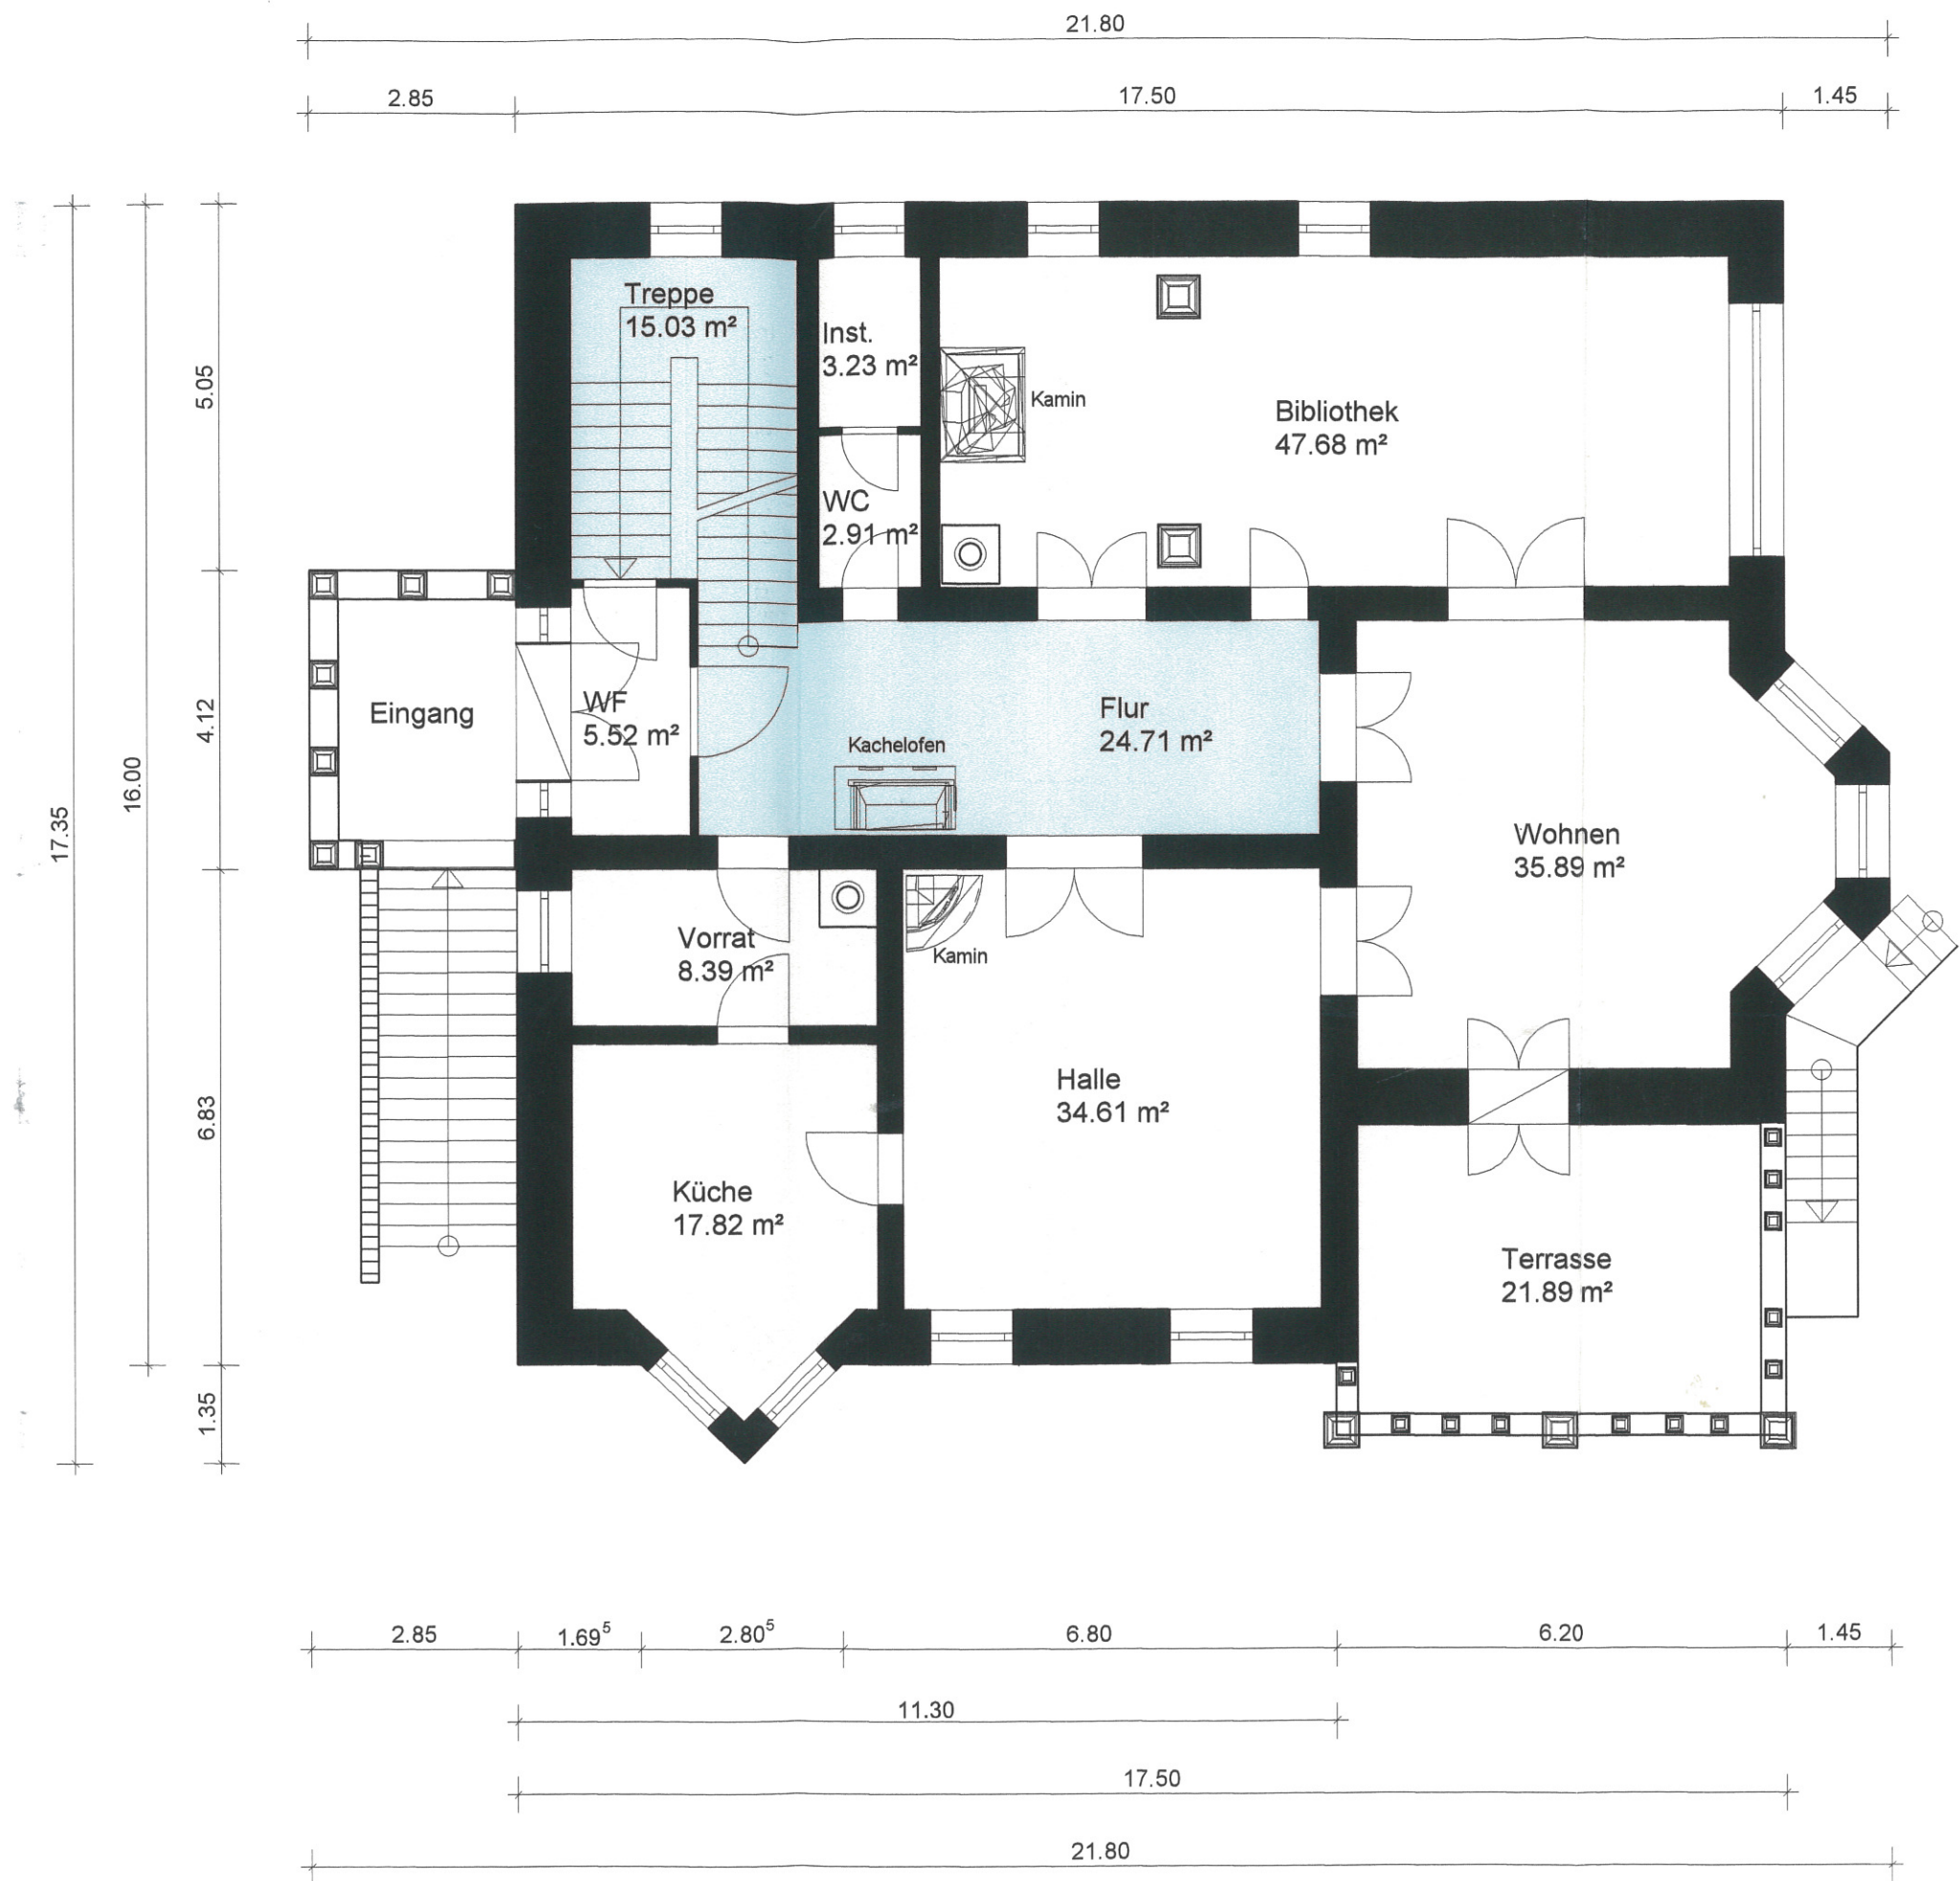 21.80
2.85
17.50
1.45
Treppe
15.03 m²
Inst.
3.23 m²
Kamin
Bibliothek
47.68 m²
5.05
WC
2.91 m²
Eingang
WF
5.52 m²
Flur
24.71 m²
Kachelofen
4.12
16.00
17.35
Wohnen
35.89 m²
Vorrat
8.39 m²
Kamin
Halle
34.61 m²
6.83
Küche
17.82 m²
Terrasse
21.89 m²
1.35
2.85
1.69⁵
2.80⁵
6.80
6.20
1.45
11.30
17.50
21.80